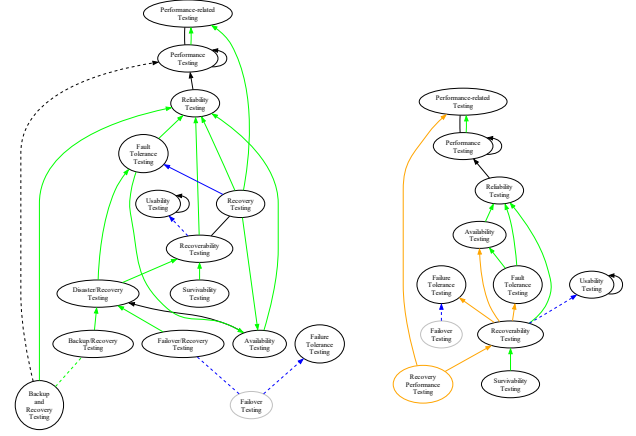 Performance-related
Testing
Performance
Testing
Reliability
Testing
Fault
Tolerance
Testing
Usability
Testing
Recovery
Testing
Recoverability
Testing
Disaster/Recovery
Testing
Survivability
Testing
Backup/Recovery
Testing
Failover/Recovery
Testing
Availability
Testing
Failure
Tolerance
Testing
Backup
and
Recovery
Testing
Failover
Testing
Performance-related
Testing
Performance
Testing
Reliability
Testing
Availability
Testing
Failure
Tolerance
Testing
Fault
Tolerance
Testing
Usability
Testing
Failover
Testing
Recoverability
Testing
Recovery
Performance
Testing
Survivability
Testing